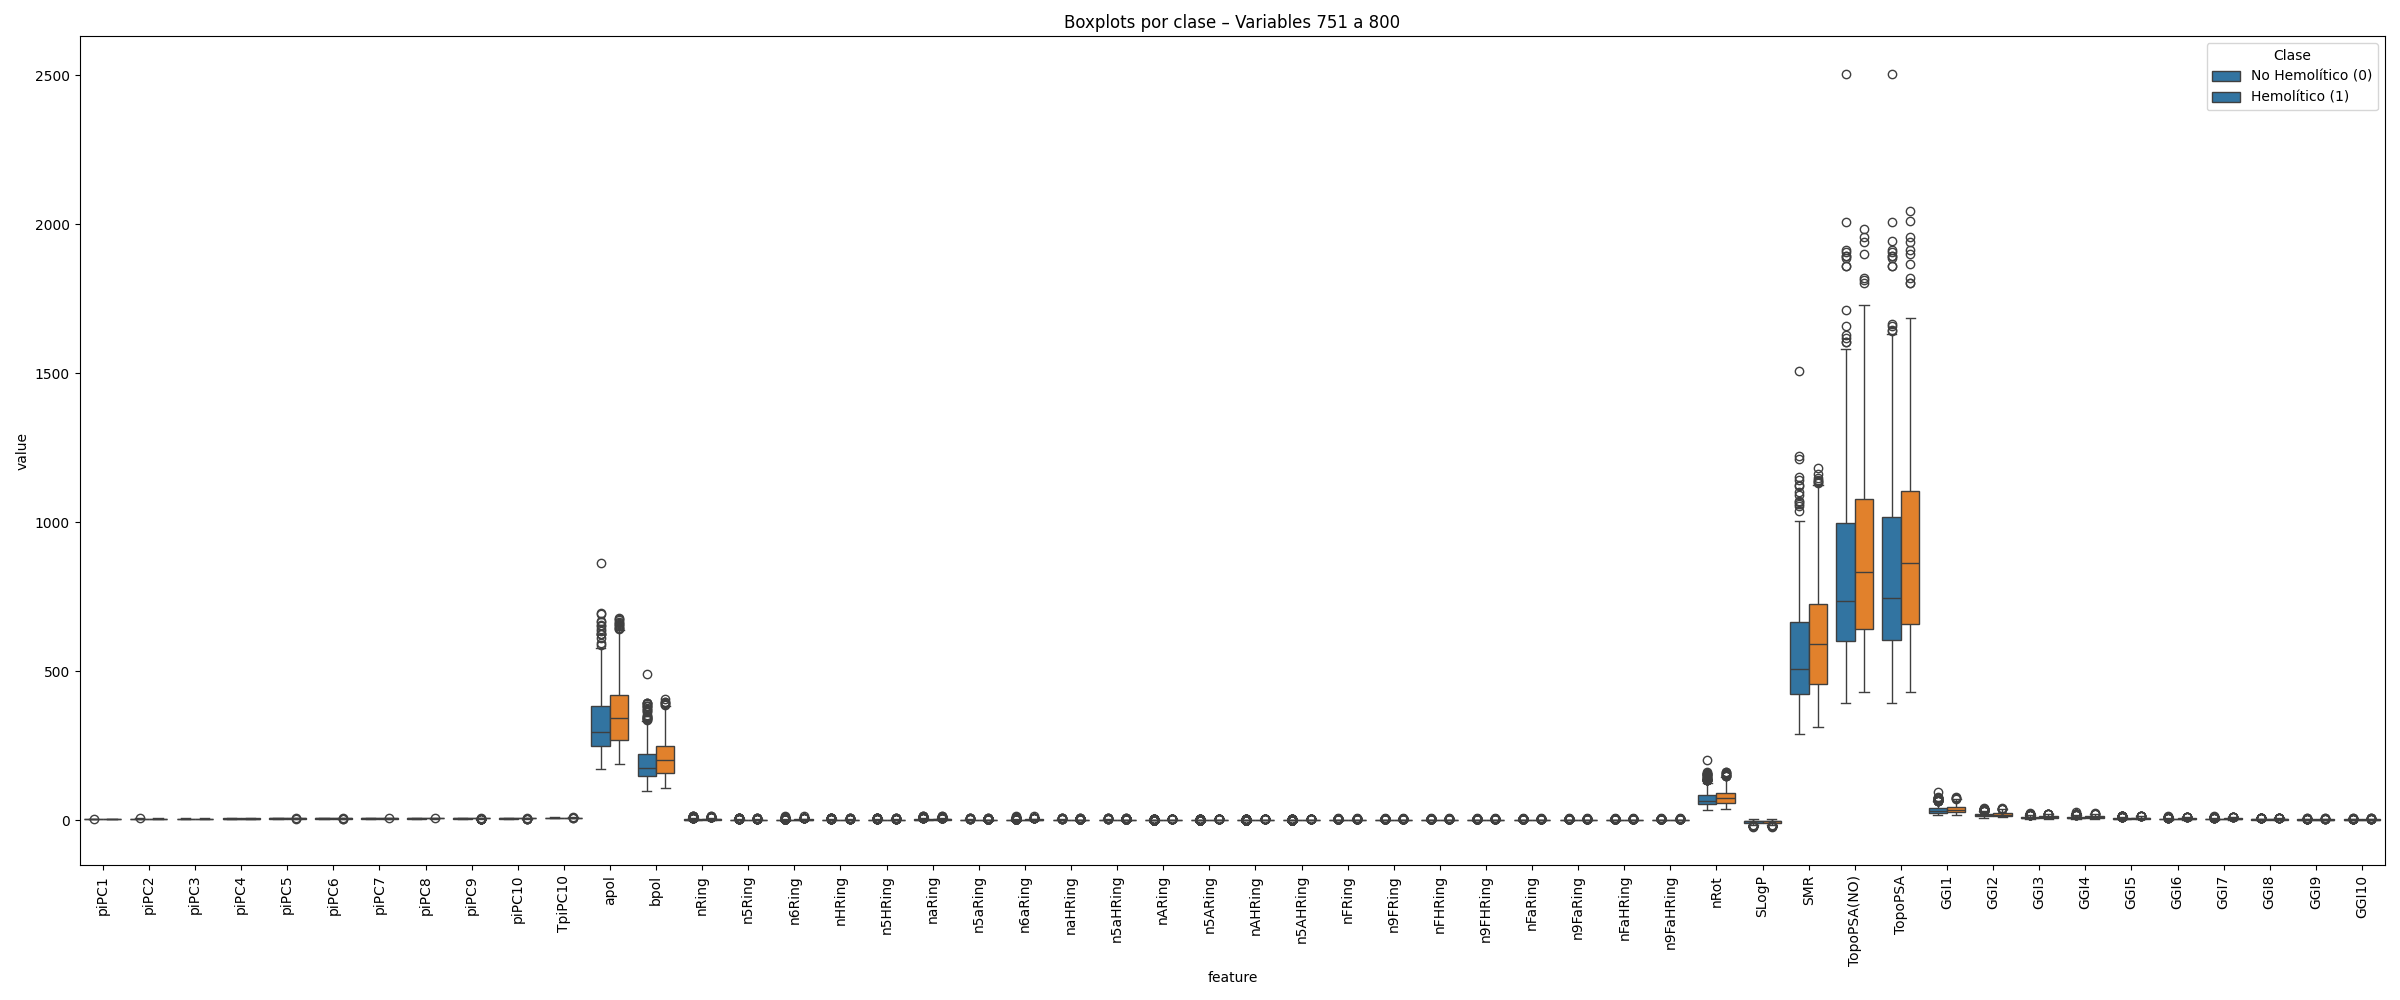 Boxplots por clase – Variables 751 a 800
Clase
No Hemolítico (0)
Hemolítico (1)
value
2500
2000
1500
1000
500
0
piPC1
piPC2
piPC3
piPC4
piPC5
piPC6
piPC7
piPC8
piPC9
piPC10
TpiPC10
apol
bpol
nRing
n5Ring
n6Ring
nHRing
n5HRing
naRing
n5aRing
n6aRing
naHRing
n5aHRing
nARing
n5ARing
nAHRing
n5AHRing
nFRing
n9FRing
nFHRing
n9FHRing
nFaRing
n9FaRing
nFaHRing
n9FaHRing
nRot
SLogP
SMR
TopoPSA(NO)
TopoPSA
GGI1
GGI2
GGI3
GGI4
GGI5
GGI6
GGI7
GGI8
GGI9
GGI10
feature